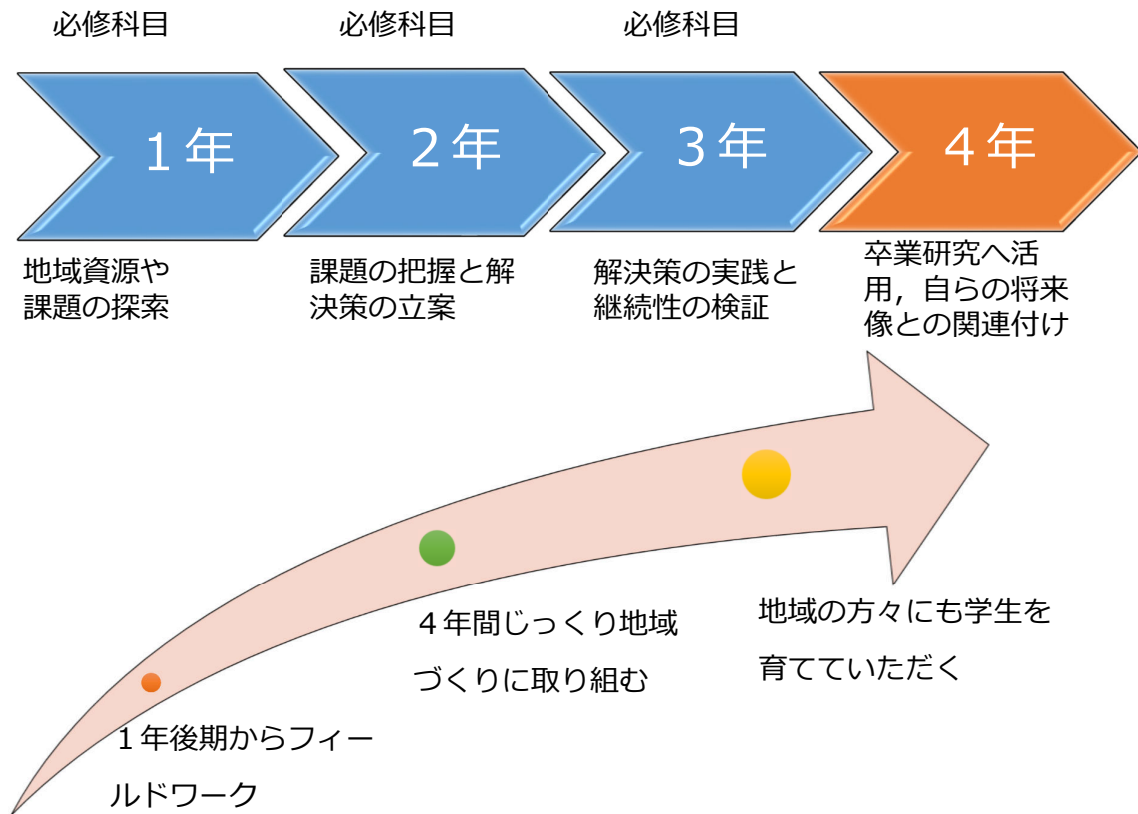 必修科目
必修科目
必修科目
１年
２年
３年
４年
地域資源や
課題の探索
課題の把握と解
決策の立案
解決策の実践と
継続性の検証
卒業研究へ活
用，自らの将来
像との関連付け
１年後期からフィー
ルドワーク
４年間じっくり地域
づくりに取り組む
地域の方々にも学生を
育てていただく